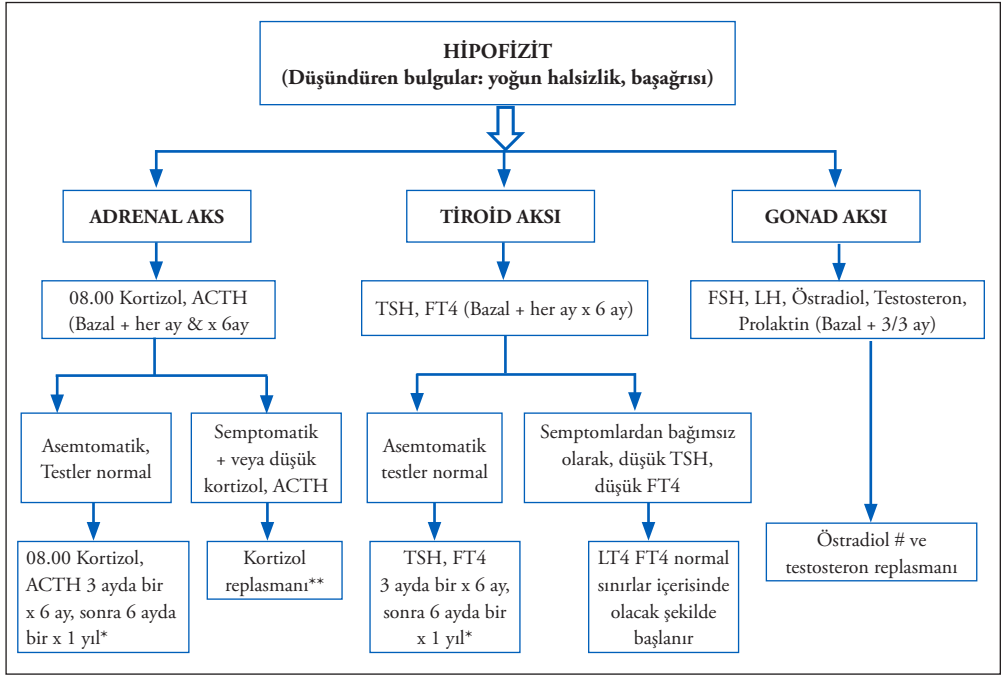 HİPOFİZİT
(Düşündüren bulgular: yoğun halsizlik, başağrısı)
ADRENAL AKS
TİROİD AKSI
GONAD AKSI
08.00 Kortizol, ACTH
(Bazal + her ay & x 6ay
TSH, FT4 (Bazal + her ay x 6 ay)
FSH, LH, Östradiol, Testosteron,
Prolaktin (Bazal + 3/3 ay)
Asemtomatik,
Testler normal
Semptomatik
+ veya düşük
kortizol, ACTH
Asemtomatik
testler normal
Semptomlardan bağımsız
olarak, düşük TSH,
düşük FT4
08.00 Kortizol,
ACTH 3 ayda bir
x 6 ay, sonra 6 ayda
bir x 1 yıl*
Kortizol
replasmanı**
TSH, FT4
3 ayda bir x 6 ay,
sonra 6 ayda bir
x 1 yıl*
LT4 FT4 normal
sınırlar içerisinde
olacak şekilde
başlanır
Östradiol # ve
testosteron replasmanı